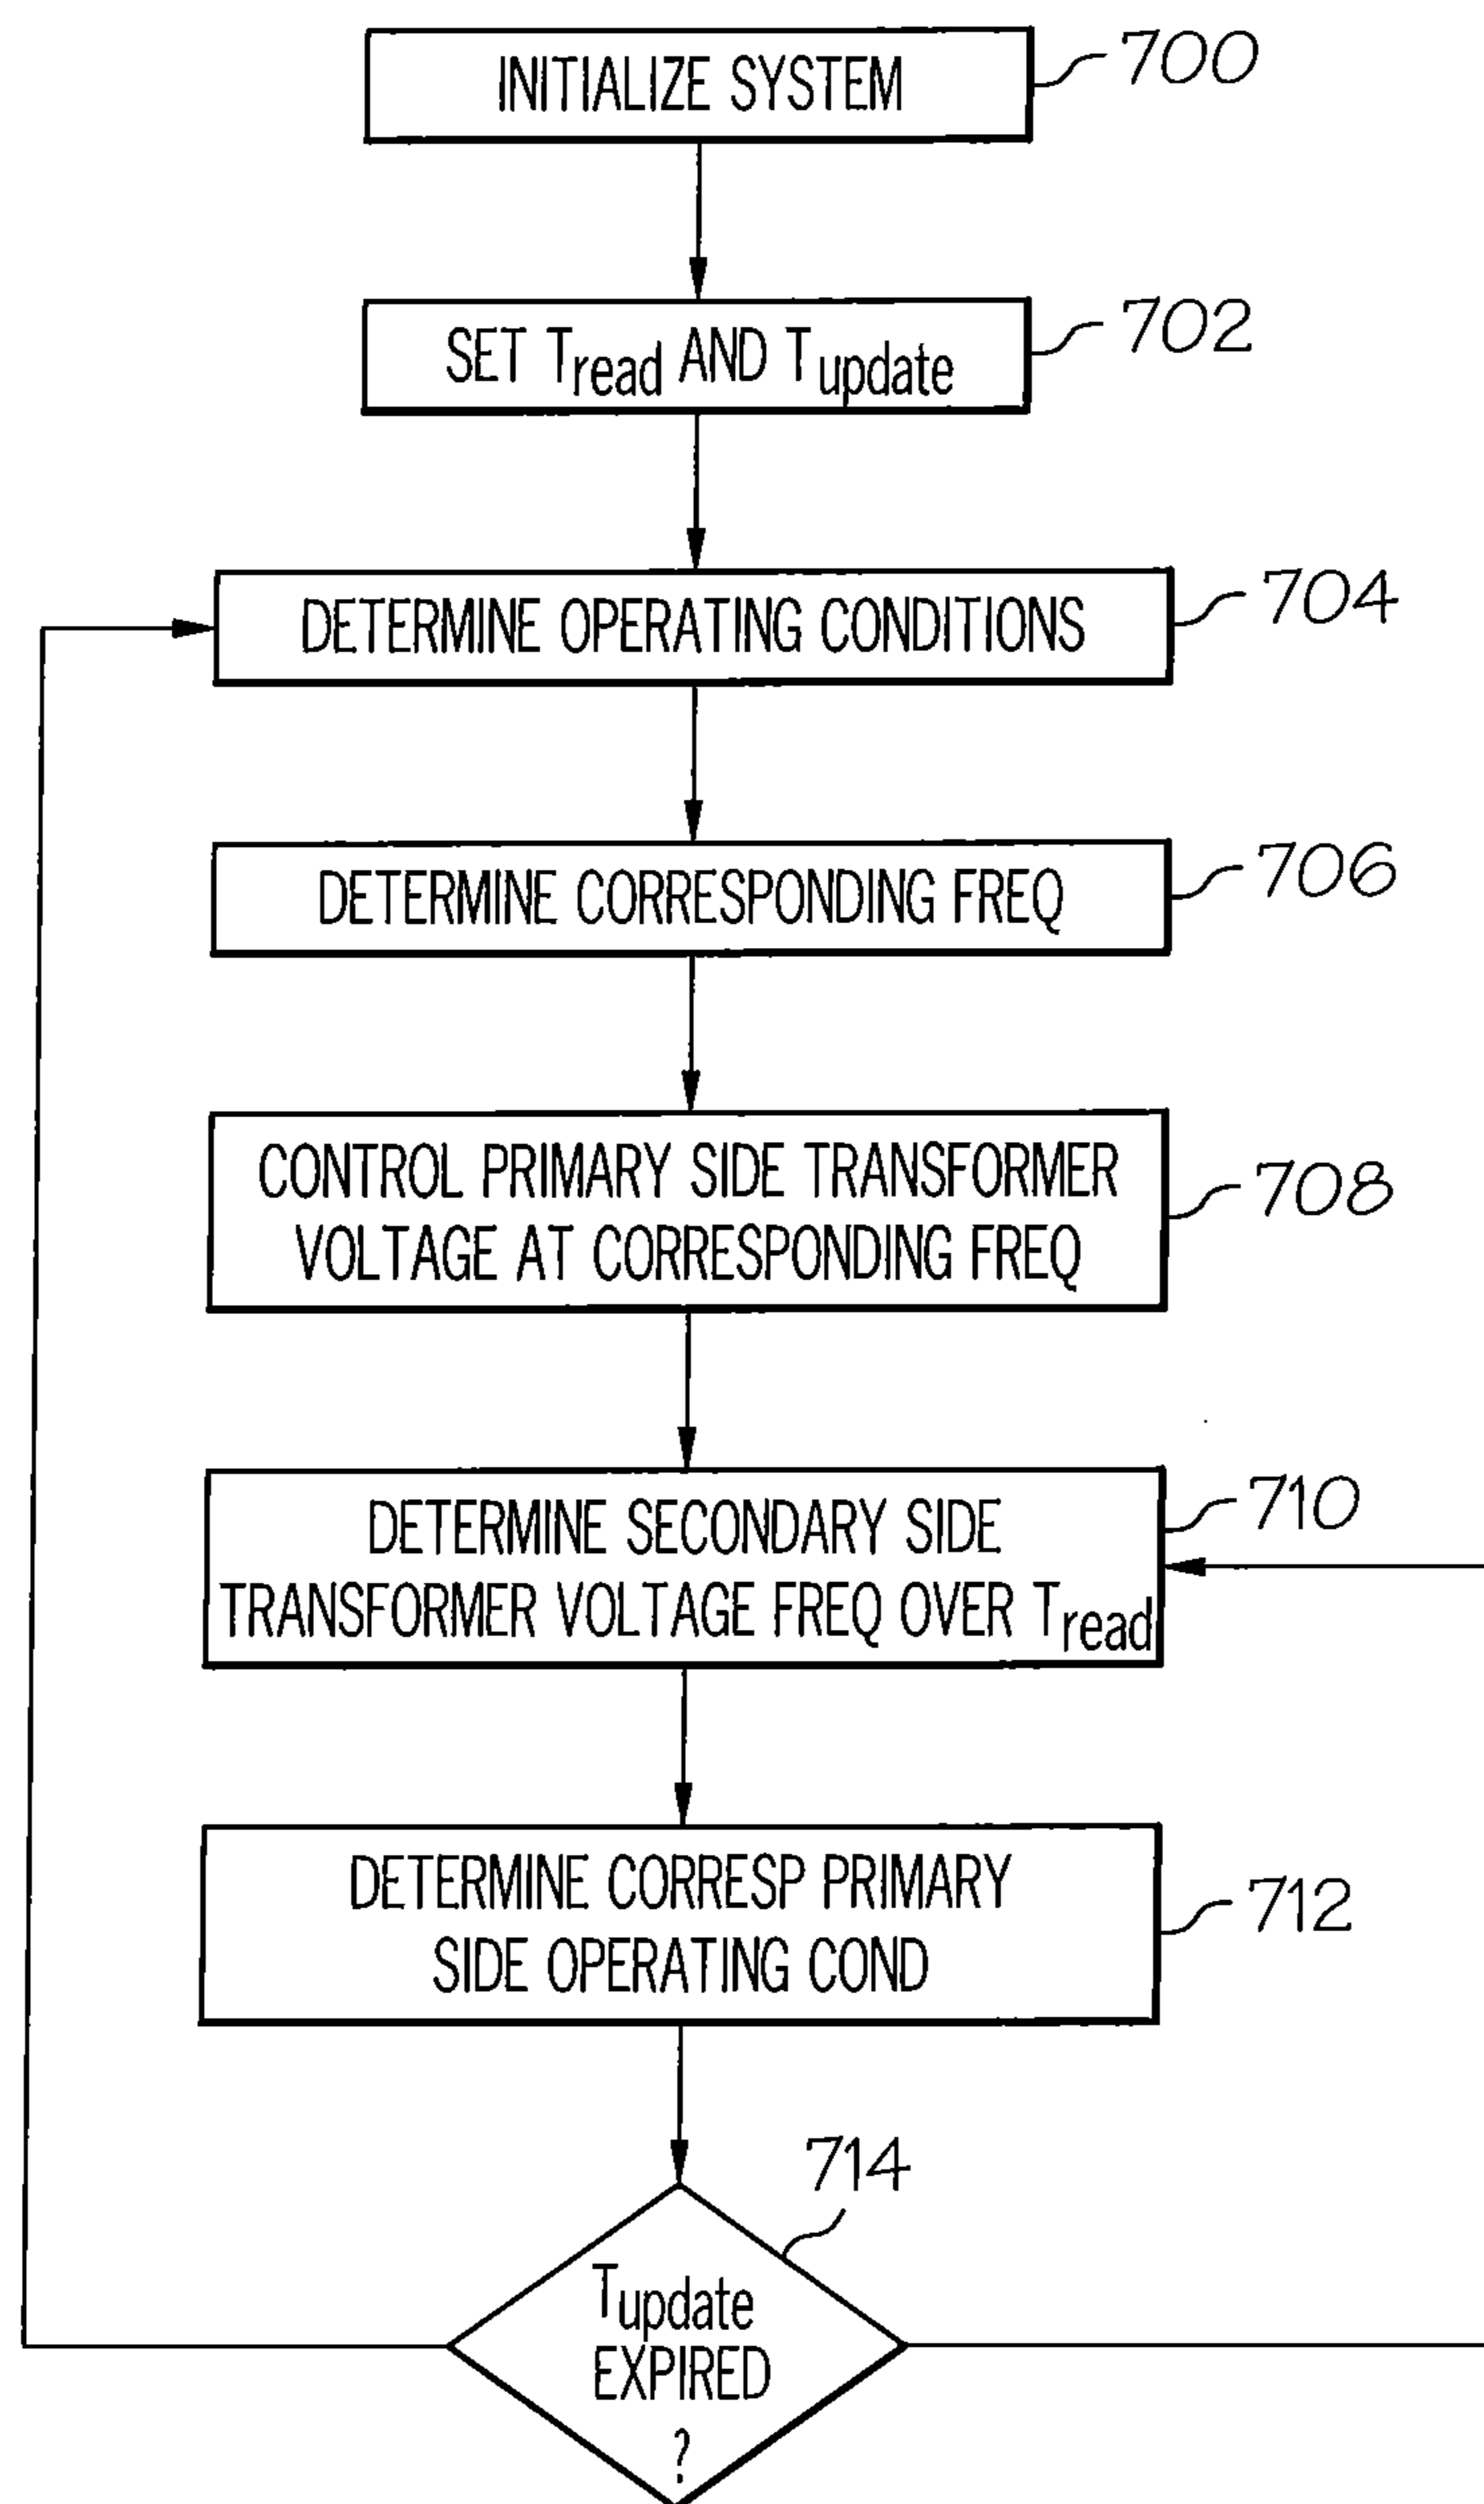 INITIALIZE SYSTEM
700
SET Tread AND Tupdate
702
DETERMINE OPERATING CONDITIONS
704
DETERMINE CORRESPONDING FREQ
706
CONTROL PRIMARY SIDE TRANSFORMER
VOLTAGE AT CORRESPONDING FREQ
708
DETERMINE SECONDARY SIDE
TRANSFORMER VOLTAGE FREQ OVER Tread
710
DETERMINE CORRESP PRIMARY
SIDE OPERATING COND
712
714
Tupdate
EXPIRED
?